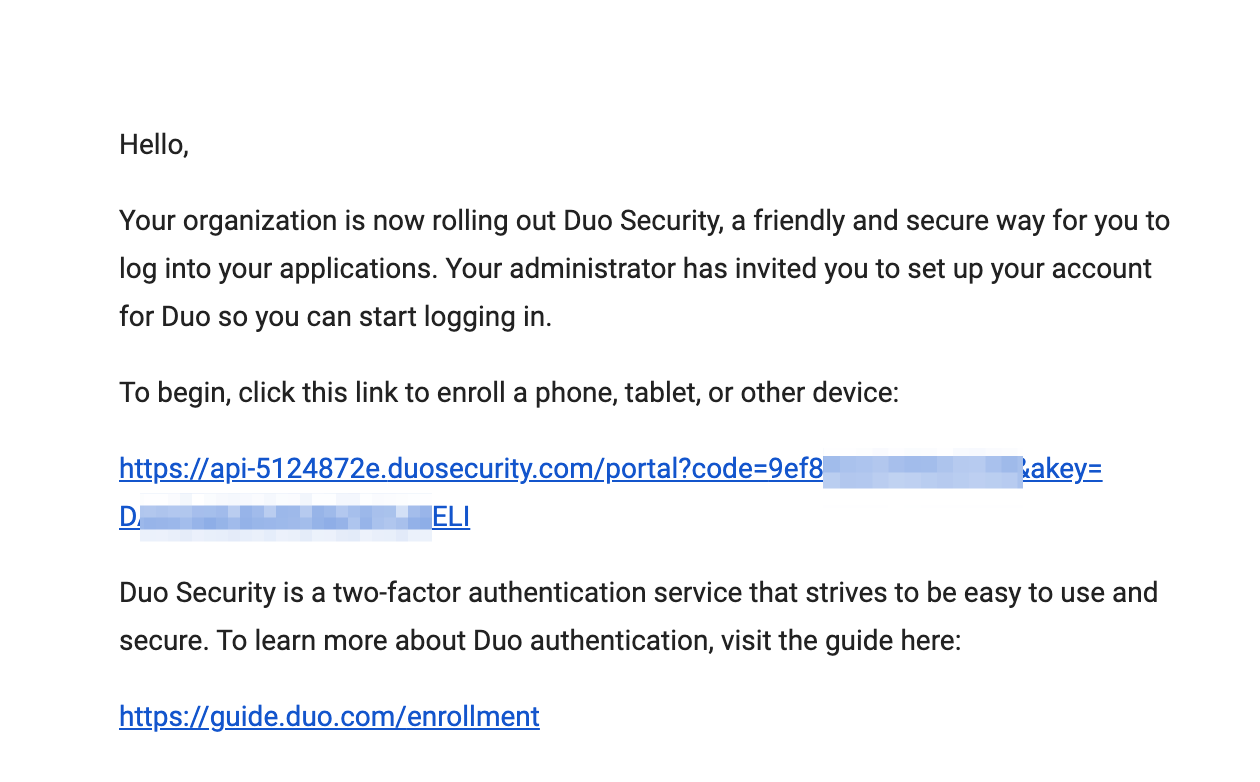 Hello,
Your organization is now rolling out Duo Security, a friendly and secure way for you to
log into your applications. Your administrator has invited you to set up your account
for Duo so you can start logging in.
To begin, click this link to enroll a phone, tablet, or other device:
https://api-5124872e.duosecurity.com/portal?code=9ef8 &akey=
D ELI
Duo Security is a two-factor authentication service that strives to be easy to use and
secure. To learn more about Duo authentication, visit the guide here:
https://guide.duo.com/enrollment